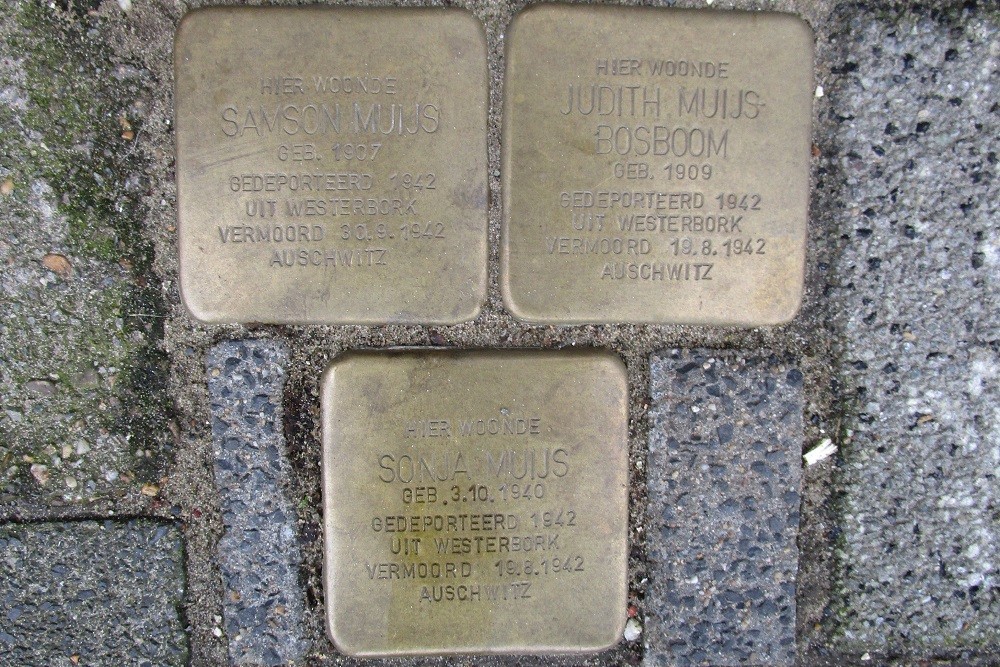 HIER WOONDE
SAMSON MUIJS
GEB. 1907
GEDEPORTEERD 1942
UIT WESTERBORK
VERMOORD 30.9.1942
AUSCHWITZ
HIER WOONDE
JUDITH MUIJS-
BOSBOOM
GEB. 1909
GEDEPORTEERD 1942
UIT WESTERBORK
VERMOORD 19.8.1942
AUSCHWITZ
HIER WOONDE
SONJA MUIJS
GEB. 3.10.1940
GEDEPORTEERD 1942
UIT WESTERBORK
VERMOORD 19.8.1942
AUSCHWITZ